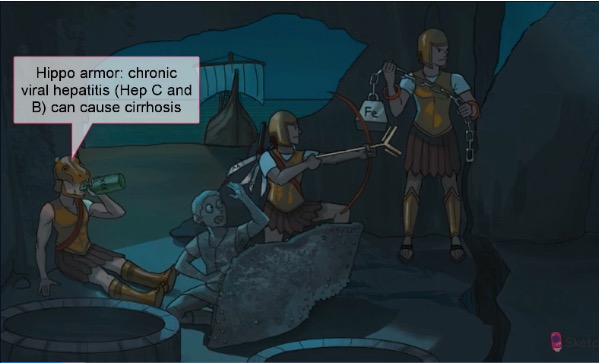 Hippo armor: chronic
viral hepatitis (Hep C and
B) can cause cirrhosis
Fe